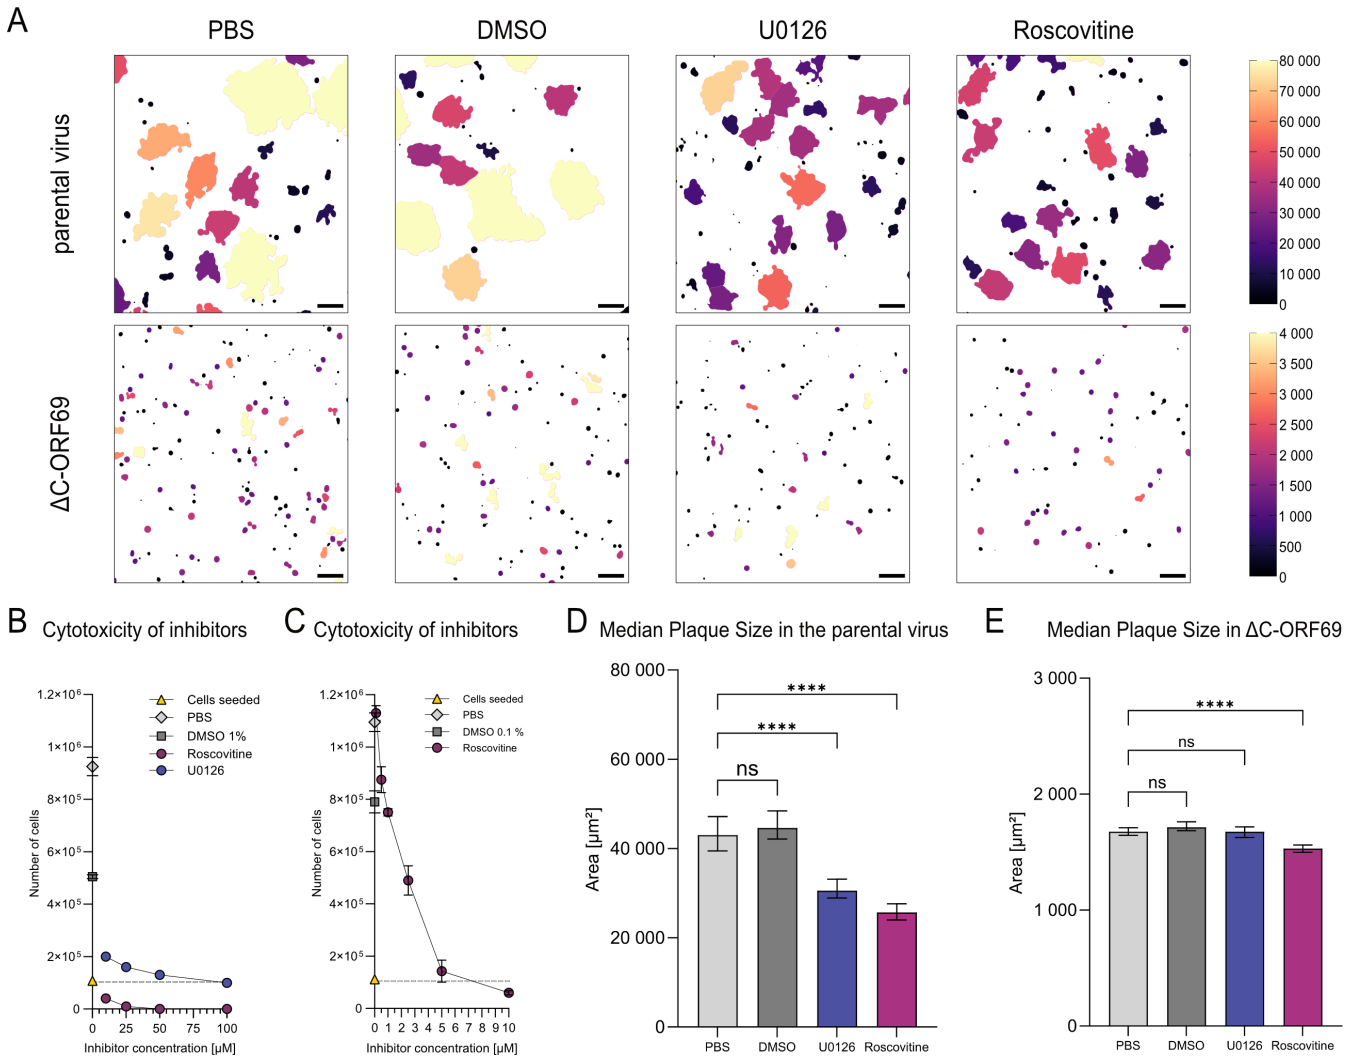 A
PBS
DMSO
U0126
Roscovitine
parental virus
80 000
70 000
60 000
50 000
40 000
30 000
20 000
10 000
0
ΔC-ORF69
4 000
3 500
3 000
2 500
2 000
1 500
1 000
500
0
B
Cytotoxicity of inhibitors
Number of cells
1.2×10⁶
1×10⁶
8×10⁵
6×10⁵
4×10⁵
2×10⁵
0
Cells seeded
PBS
DMSO 1%
Roscovitine
U0126
0 25 50 75 100
Inhibitor concentration [µM]
C
Cytotoxicity of inhibitors
Number of cells
1.2×10⁶
1×10⁶
8×10⁵
6×10⁵
4×10⁵
2×10⁵
0
Cells seeded
PBS
DMSO 0.1 %
Roscovitine
0 1 2 3 4 5 6 7 8 9 10
Inhibitor concentration [µM]
D
Median Plaque Size in the parental virus
Area [µm²]
80 000
60 000
40 000
20 000
0
****
****
ns
PBS DMSO U0126 Roscovitine
E
Median Plaque Size in ΔC-ORF69
Area [µm²]
3 000
2 000
1 000
0
****
ns
ns
PBS DMSO U0126 Roscovitine